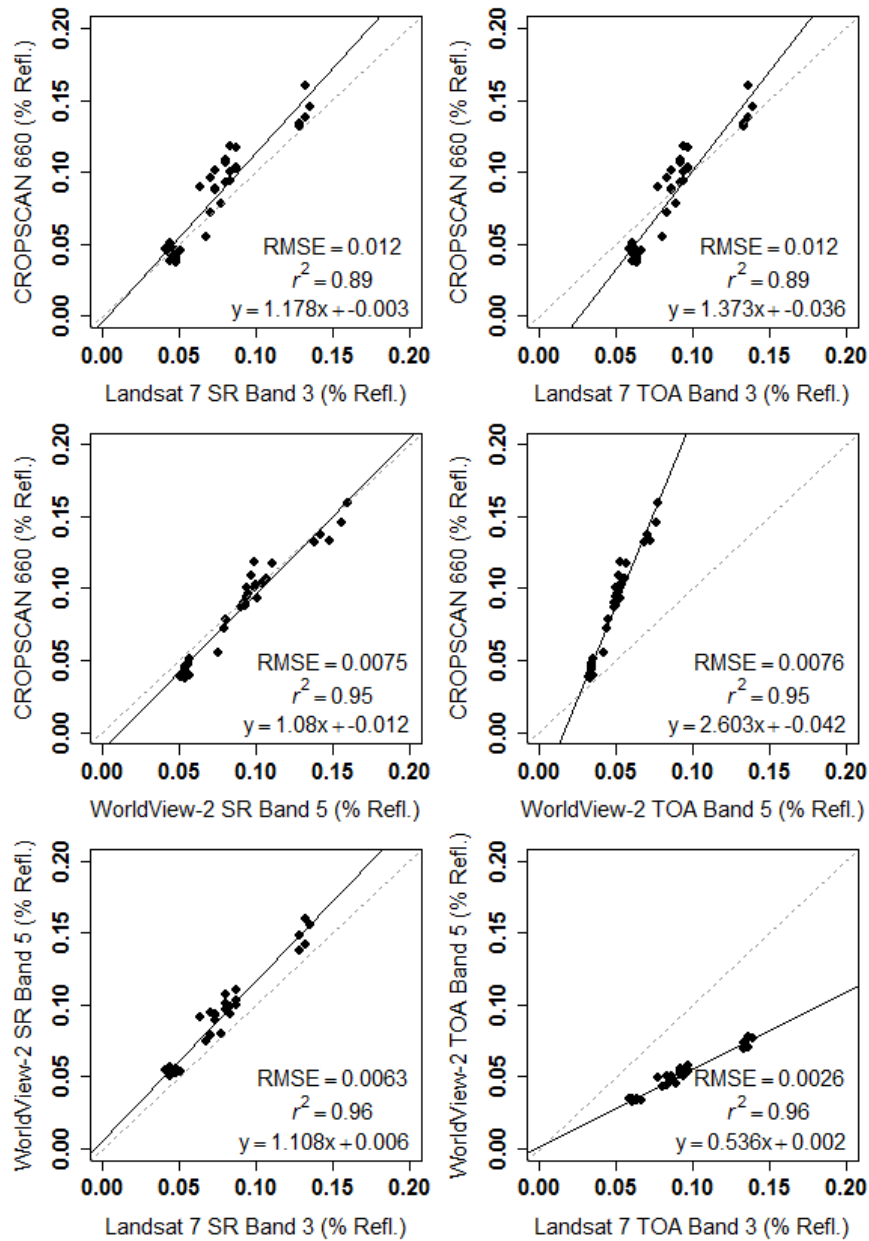 CROPSCAN 660 (% Refl.)
0.00 0.05 0.10 0.15 0.20
RMSE = 0.012
r² = 0.89
y = 1.178x + -0.003
0.00 0.05 0.10 0.15 0.20
Landsat 7 SR Band 3 (% Refl.)
CROPSCAN 660 (% Refl.)
0.00 0.05 0.10 0.15 0.20
RMSE = 0.012
r² = 0.89
y = 1.373x + -0.036
0.00 0.05 0.10 0.15 0.20
Landsat 7 TOA Band 3 (% Refl.)
CROPSCAN 660 (% Refl.)
0.00 0.05 0.10 0.15 0.20
RMSE = 0.0075
r² = 0.95
y = 1.08x + -0.012
0.00 0.05 0.10 0.15 0.20
WorldView-2 SR Band 5 (% Refl.)
CROPSCAN 660 (% Refl.)
0.00 0.05 0.10 0.15 0.20
RMSE = 0.0076
r² = 0.95
y = 2.603x + -0.042
0.00 0.05 0.10 0.15 0.20
WorldView-2 TOA Band 5 (% Refl.)
WorldView-2 SR Band 5 (% Refl.)
0.00 0.05 0.10 0.15 0.20
RMSE = 0.0063
r² = 0.96
y = 1.108x + 0.006
0.00 0.05 0.10 0.15 0.20
Landsat 7 SR Band 3 (% Refl.)
WorldView-2 TOA Band 5 (% Refl.)
0.00 0.05 0.10 0.15 0.20
RMSE = 0.0026
r² = 0.96
y = 0.536x + 0.002
0.00 0.05 0.10 0.15 0.20
Landsat 7 TOA Band 3 (% Refl.)